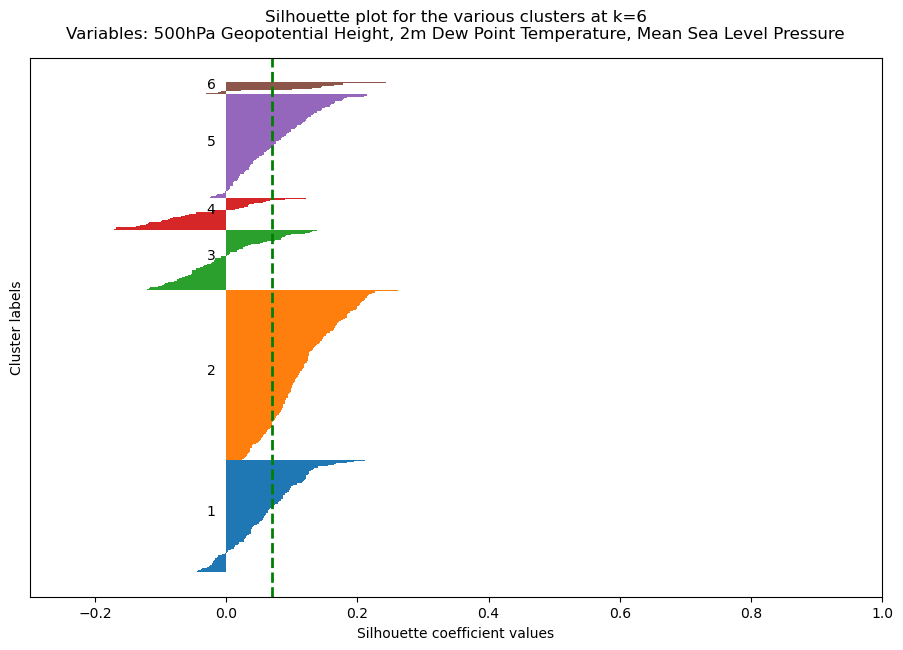 Silhouette plot for the various clusters at k=6
Variables: 500hPa Geopotential Height, 2m Dew Point Temperature, Mean Sea Level Pressure
6
5
4
3
2
1
Cluster labels
−0.2 0.0 0.2 0.4 0.6 0.8 1.0
Silhouette coefficient values